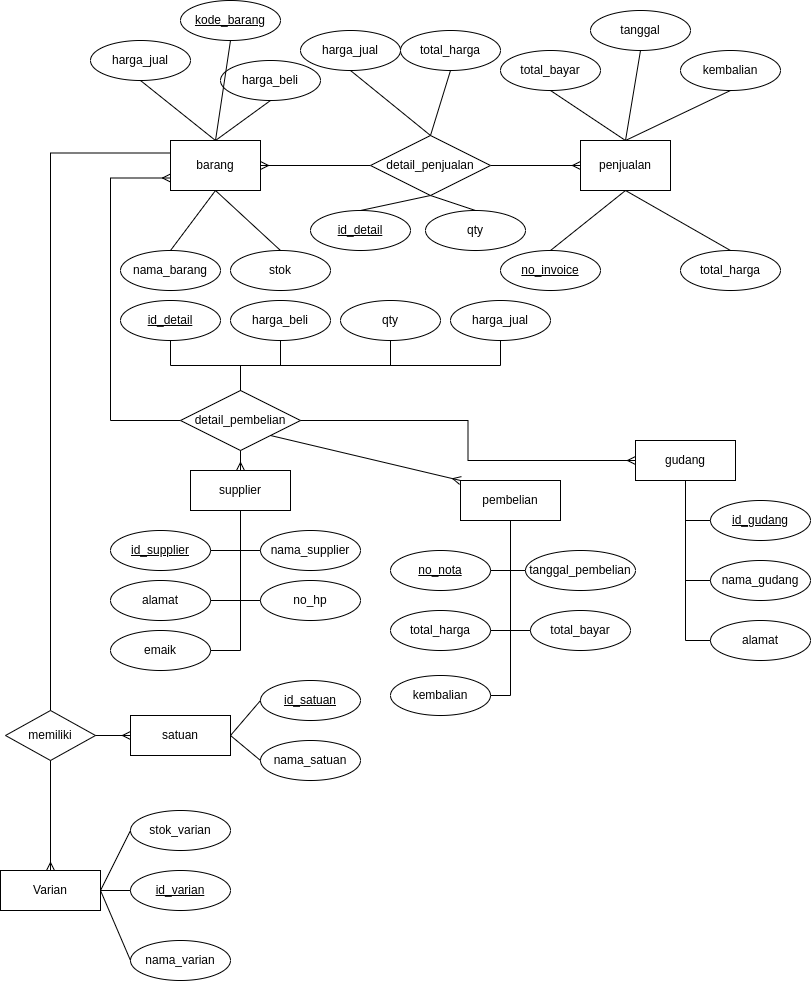 kode_barang
harga_jual
harga_beli
harga_jual
total_harga
tanggal
total_bayar
kembalian
barang
detail_penjualan
penjualan
id_detail
qty
nama_barang
stok
no_invoice
total_harga
id_detail
harga_beli
qty
harga_jual
detail_pembelian
supplier
pembelian
gudang
id_supplier
nama_supplier
alamat
no_hp
emaik
no_nota
tanggal_pembelian
total_harga
total_bayar
kembalian
id_gudang
nama_gudang
alamat
memiliki
satuan
id_satuan
nama_satuan
stok_varian
Varian
id_varian
nama_varian